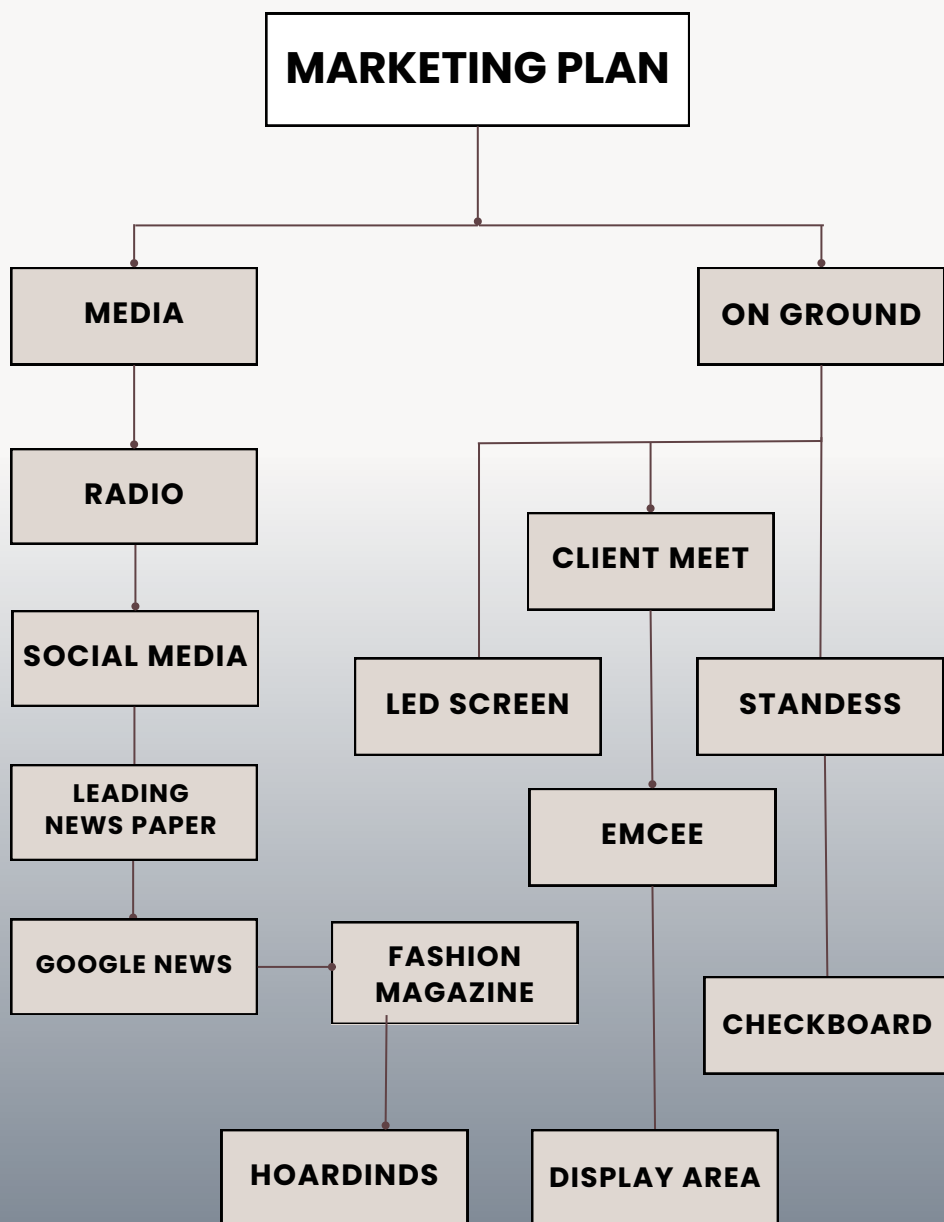 MARKETING PLAN
MEDIA
ON GROUND
RADIO
CLIENT MEET
SOCIAL MEDIA
LED SCREEN
STANDESS
LEADING
NEWS PAPER
EMCEE
GOOGLE NEWS
FASHION
MAGAZINE
CHECKBOARD
HOARDINDS
DISPLAY AREA